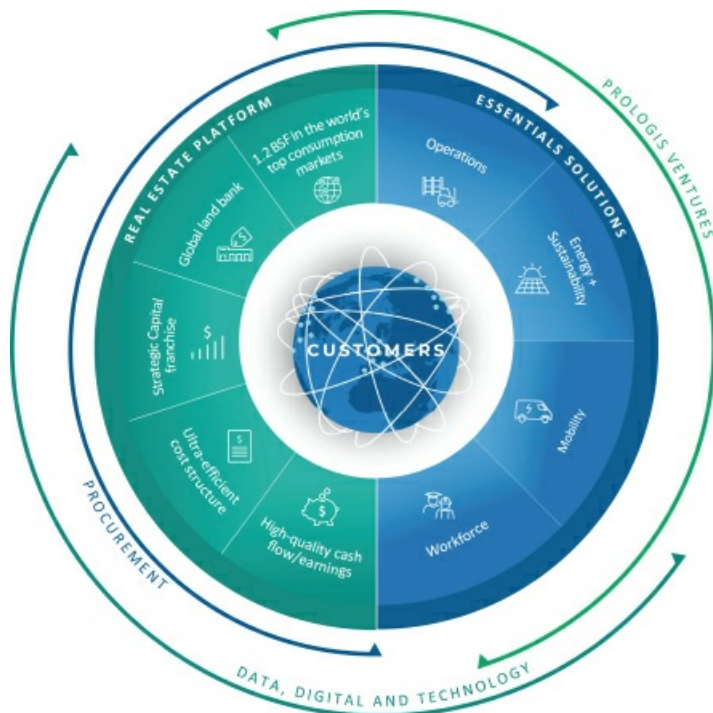 PROLOGIS VENTURES
REAL ESTATE PLATFORM
ESSENTIALS SOLUTIONS
1.2 BSF in the world's
top consumption
markets
Global land bank
Strategic Capital
franchise
Ultra-efficient
cost structure
High-quality cash
flow/earnings
Operations
Energy +
Sustainability
Mobility
Workforce
CUSTOMERS
PROCUREMENT
DATA, DIGITAL AND TECHNOLOGY